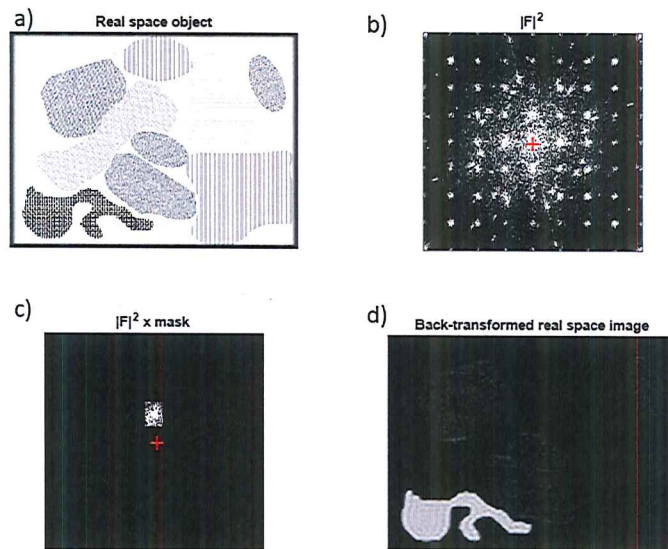 a)
Real space object
b)
|F|²
c)
|F|² x mask
d)
Back-transformed real space image